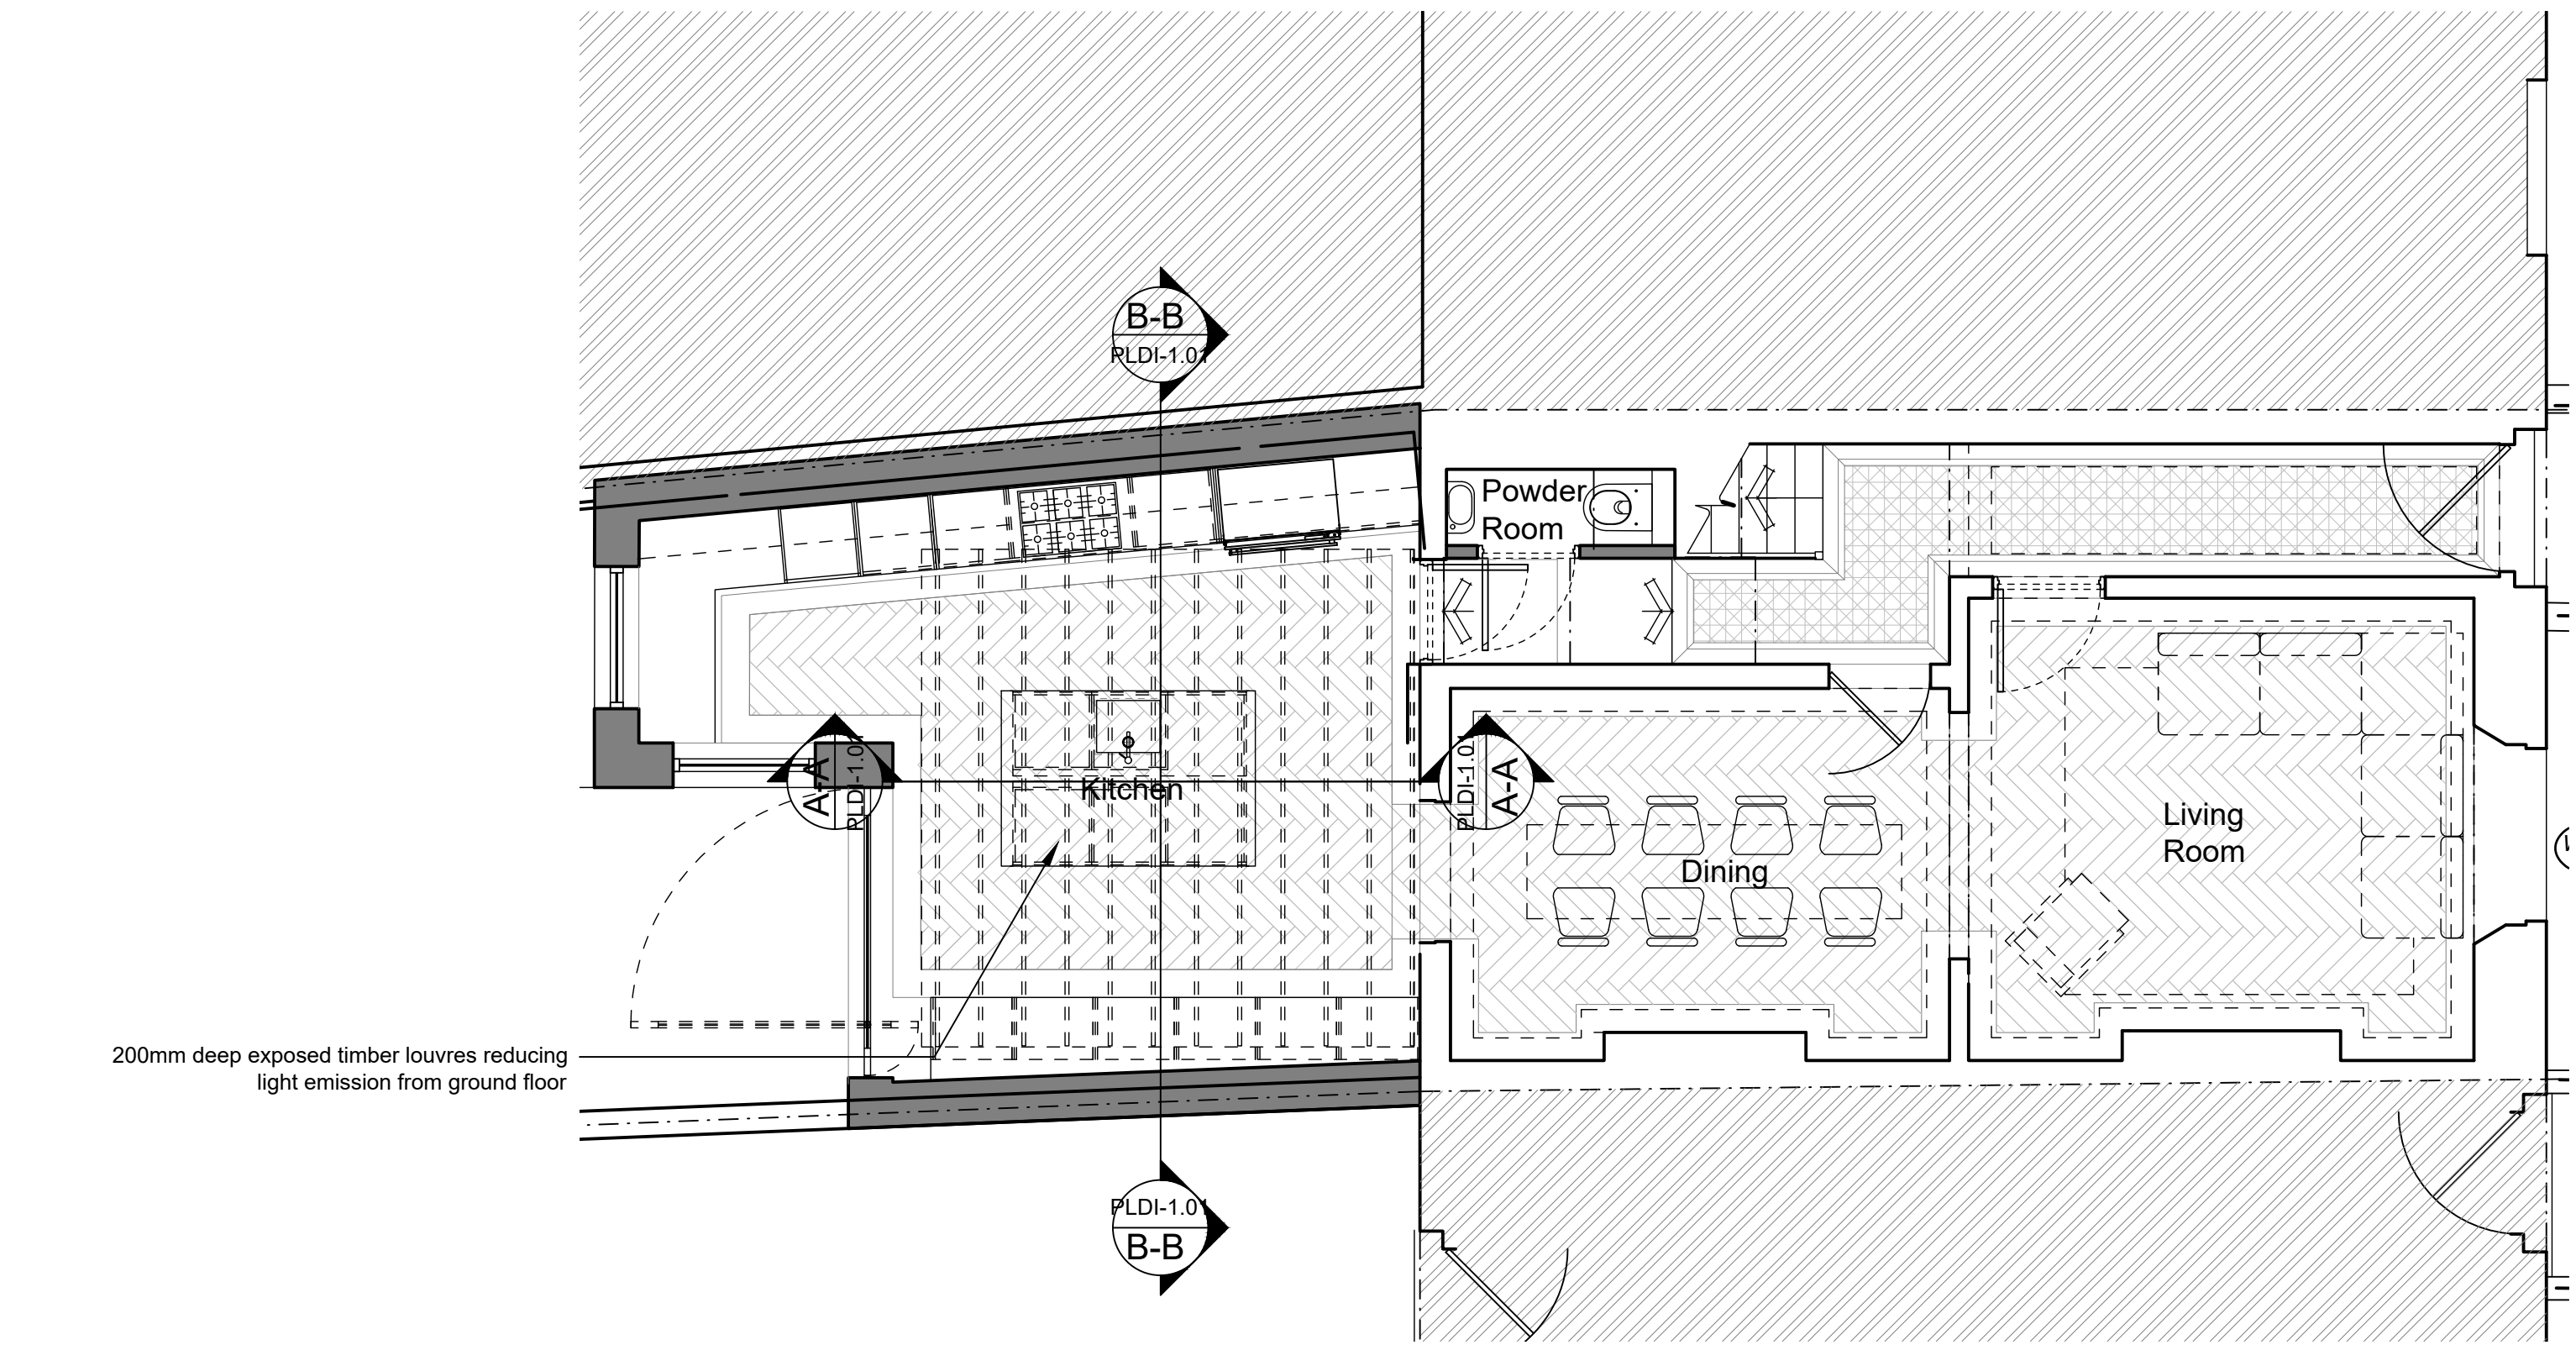 B-B
PLDI-1.01
Powder
Room
A-A
PLDI-1.01
Kitchen
PLDI-1.01
A-A
Dining
Living
Room
200mm deep exposed timber louvres reducing
light emission from ground floor
PLDI-1.01
B-B